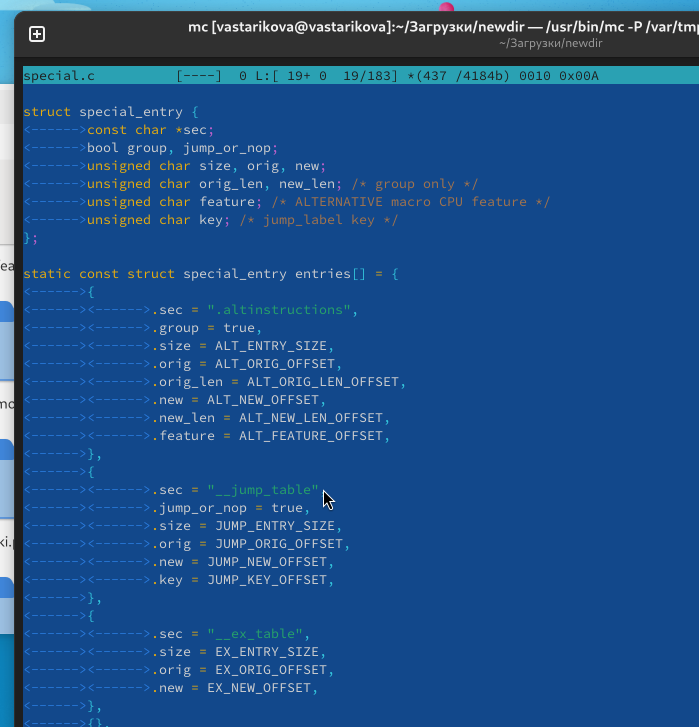 mc [vastarikova@vastarikova]:~/Загрузки/newdir — /usr/bin/mc -P /var/tmp
~/Загрузки/newdir
special.c [----] 0 L:[ 19+ 0 19/183] *(437 /4184b) 0010 0x00A
struct special_entry {
<------>const char *sec;
<------>bool group, jump_or_nop;
<------>unsigned char size, orig, new;
<------>unsigned char orig_len, new_len; /* group only */
<------>unsigned char feature; /* ALTERNATIVE macro CPU feature */
<------>unsigned char key; /* jump_label key */
};
static const struct special_entry entries[] = {
<------>{
<------><------>.sec = ".altinstructions",
<------><------>.group = true,
<------><------>.size = ALT_ENTRY_SIZE,
<------><------>.orig = ALT_ORIG_OFFSET,
<------><------>.orig_len = ALT_ORIG_LEN_OFFSET,
<------><------>.new = ALT_NEW_OFFSET,
<------><------>.new_len = ALT_NEW_LEN_OFFSET,
<------><------>.feature = ALT_FEATURE_OFFSET,
<------>},
<------>{
<------><------>.sec = "__jump_table",
<------><------>.jump_or_nop = true,
<------><------>.size = JUMP_ENTRY_SIZE,
<------><------>.orig = JUMP_ORIG_OFFSET,
<------><------>.new = JUMP_NEW_OFFSET,
<------><------>.key = JUMP_KEY_OFFSET,
<------>},
<------>{
<------><------>.sec = "__ex_table",
<------><------>.size = EX_ENTRY_SIZE,
<------><------>.orig = EX_ORIG_OFFSET,
<------><------>.new = EX_NEW_OFFSET,
<------>},
<------>{},